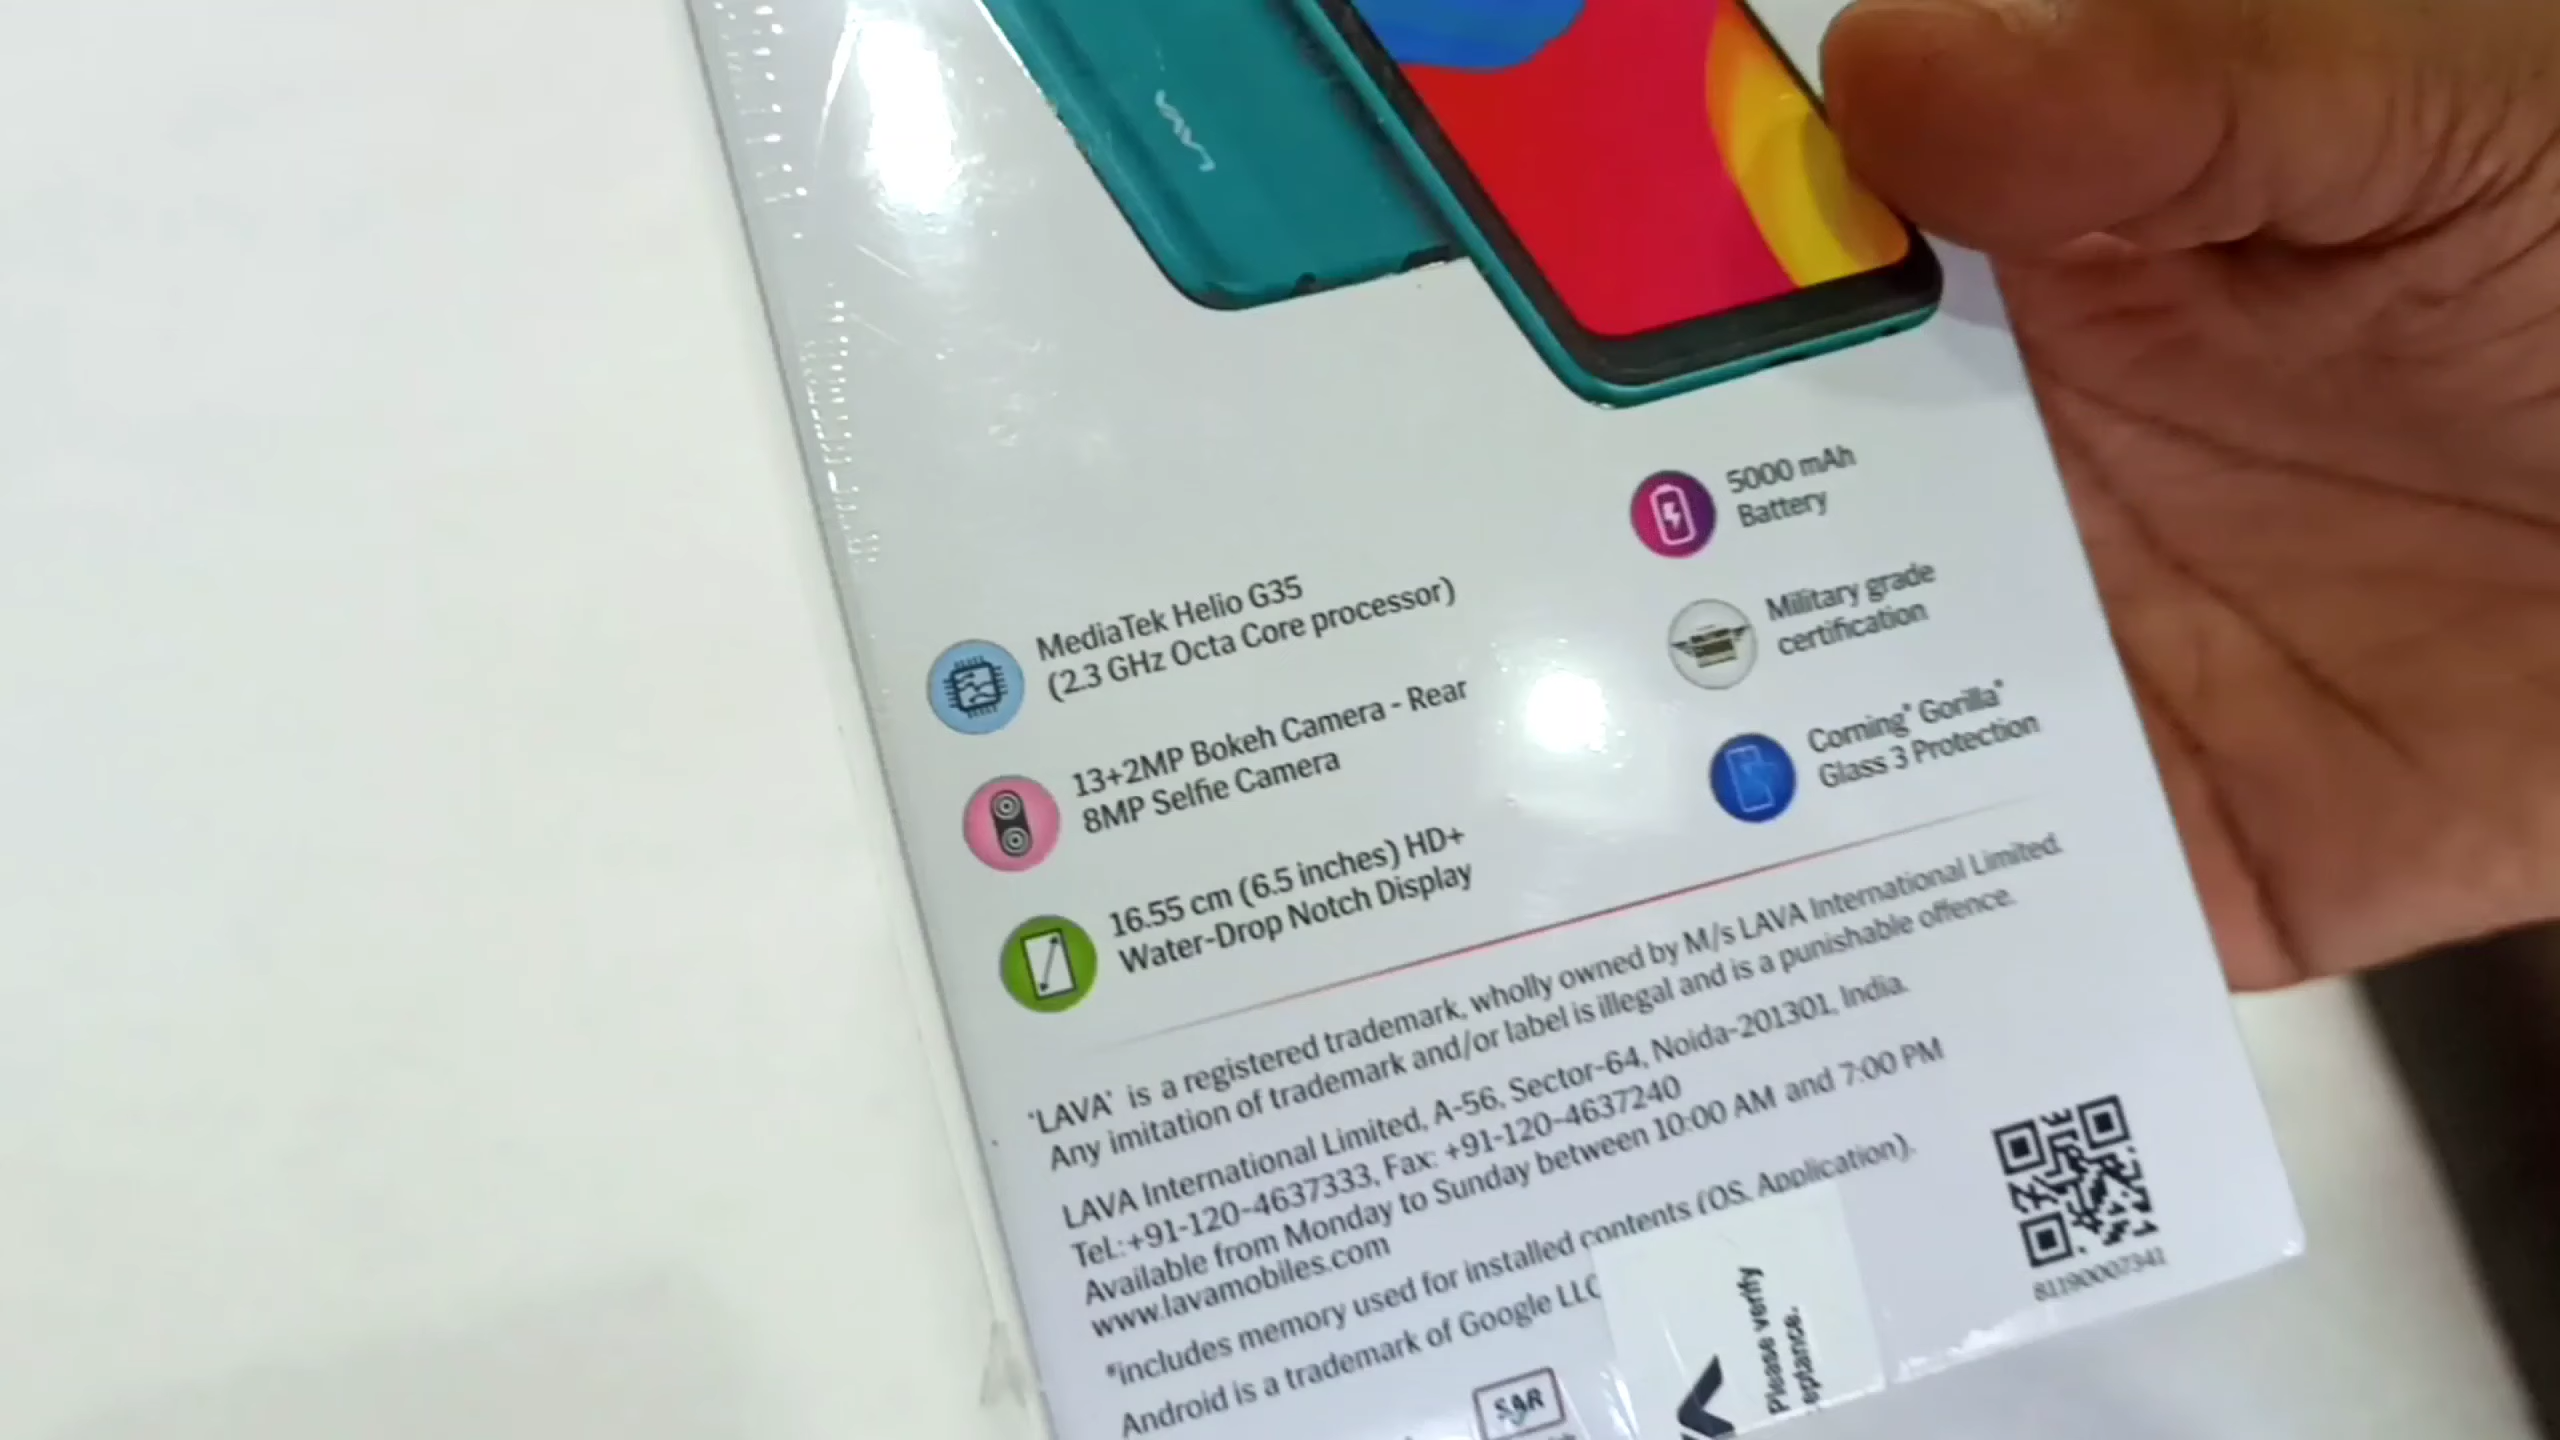 LAVA
5000 mAh
Battery
MediaTek Helio G35
(2.3 GHz Octa Core processor)
Military grade
certification
13+2MP Bokeh Camera - Rear
8MP Selfie Camera
Corning® Gorilla®
Glass 3 Protection
16.55 cm (6.5 inches) HD+
Water-Drop Notch Display
'LAVA' is a registered trademark, wholly owned by M/s LAVA International Limited.
Any imitation of trademark and/or label is illegal and is a punishable offence.
LAVA International Limited, A-56, Sector-64, Noida-201301, India.
Tel.:+91-120-4637333, Fax: +91-120-4637240
Available from Monday to Sunday between 10:00 AM and 7:00 PM
www.lavamobiles.com
*includes memory used for installed contents (OS, Application).
Android is a trademark of Google LLC
81190007341
Please verify
eptance.
SAR